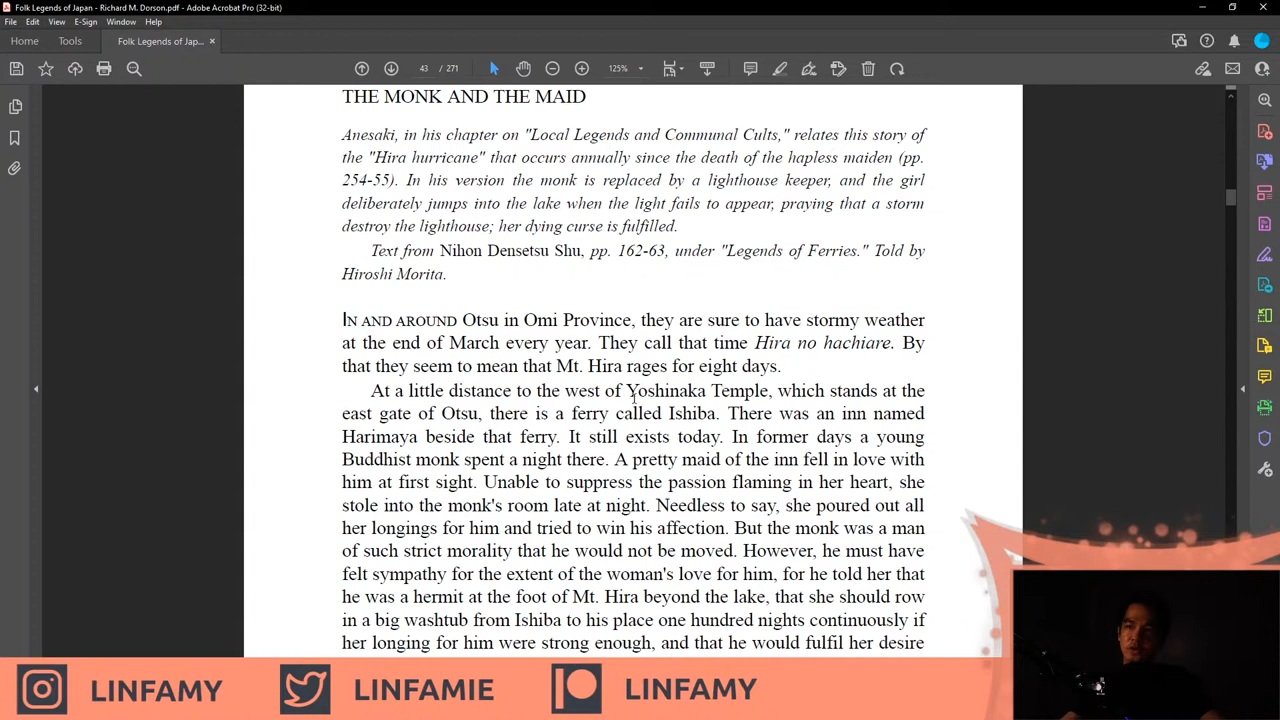 Folk Legends of Japan - Richard M. Dorson.pdf - Adobe Acrobat Pro (32-bit)
File Edit View E-Sign Window Help
Home Tools Folk Legends of Jap...
43 / 271 125%
THE MONK AND THE MAID
Anesaki, in his chapter on "Local Legends and Communal Cults," relates this story of
the "Hira hurricane" that occurs annually since the death of the hapless maiden (pp.
254-55). In his version the monk is replaced by a lighthouse keeper, and the girl
deliberately jumps into the lake when the light fails to appear, praying that a storm
destroy the lighthouse; her dying curse is fulfilled.
Text from Nihon Densetsu Shu, pp. 162-63, under "Legends of Ferries." Told by
Hiroshi Morita.
IN AND AROUND Otsu in Omi Province, they are sure to have stormy weather
at the end of March every year. They call that time Hira no hachiare. By
that they seem to mean that Mt. Hira rages for eight days.
At a little distance to the west of Yoshinaka Temple, which stands at the
east gate of Otsu, there is a ferry called Ishiba. There was an inn named
Harimaya beside that ferry. It still exists today. In former days a young
Buddhist monk spent a night there. A pretty maid of the inn fell in love with
him at first sight. Unable to suppress the passion flaming in her heart, she
stole into the monk's room late at night. Needless to say, she poured out all
her longings for him and tried to win his affection. But the monk was a man
of such strict morality that he would not be moved. However, he must have
felt sympathy for the extent of the woman's love for him, for he told her that
he was a hermit at the foot of Mt. Hira beyond the lake, that she should row
in a big washtub from Ishiba to his place one hundred nights continuously if
her longing for him were strong enough, and that he would fulfil her desire
LINFAMY LINFAMIE LINFAMY